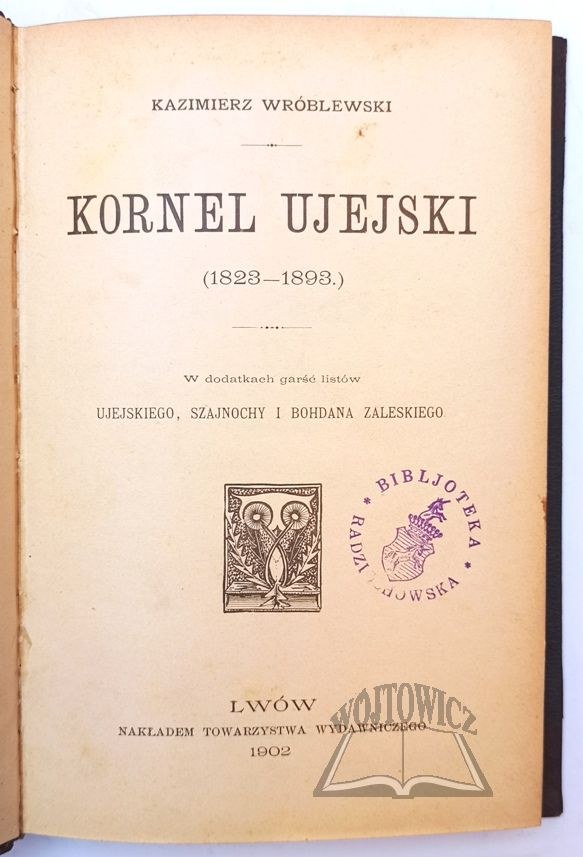 KAZIMIERZ WRÓBLEWSKI
KORNEL UJEJSKI
(1823—1893.)
W dodatkach garść listów
UJEJSKIEGO, SZAJNOCHY I BOHDANA ZALESKIEGO
* BIBLJOTEKA *
LWÓW
NAKŁADEM TOWARZYSTWA WYDAWNICZEGO
1902
WOJTOWICZ